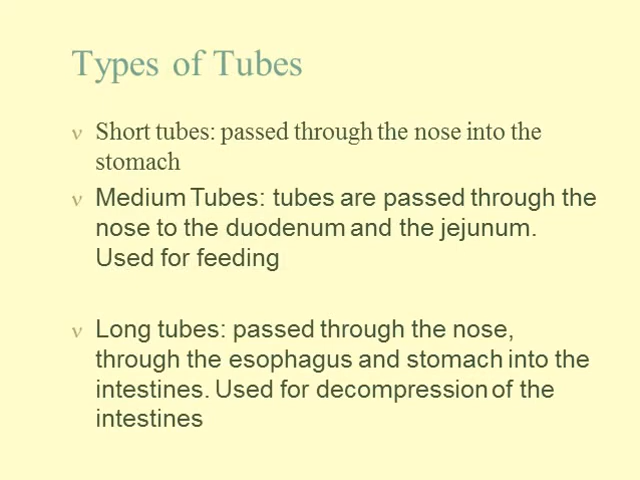 Types of Tubes
ν Short tubes: passed through the nose into the
stomach
ν Medium Tubes: tubes are passed through the
nose to the duodenum and the jejunum.
Used for feeding
ν Long tubes: passed through the nose,
through the esophagus and stomach into the
intestines. Used for decompression of the
intestines